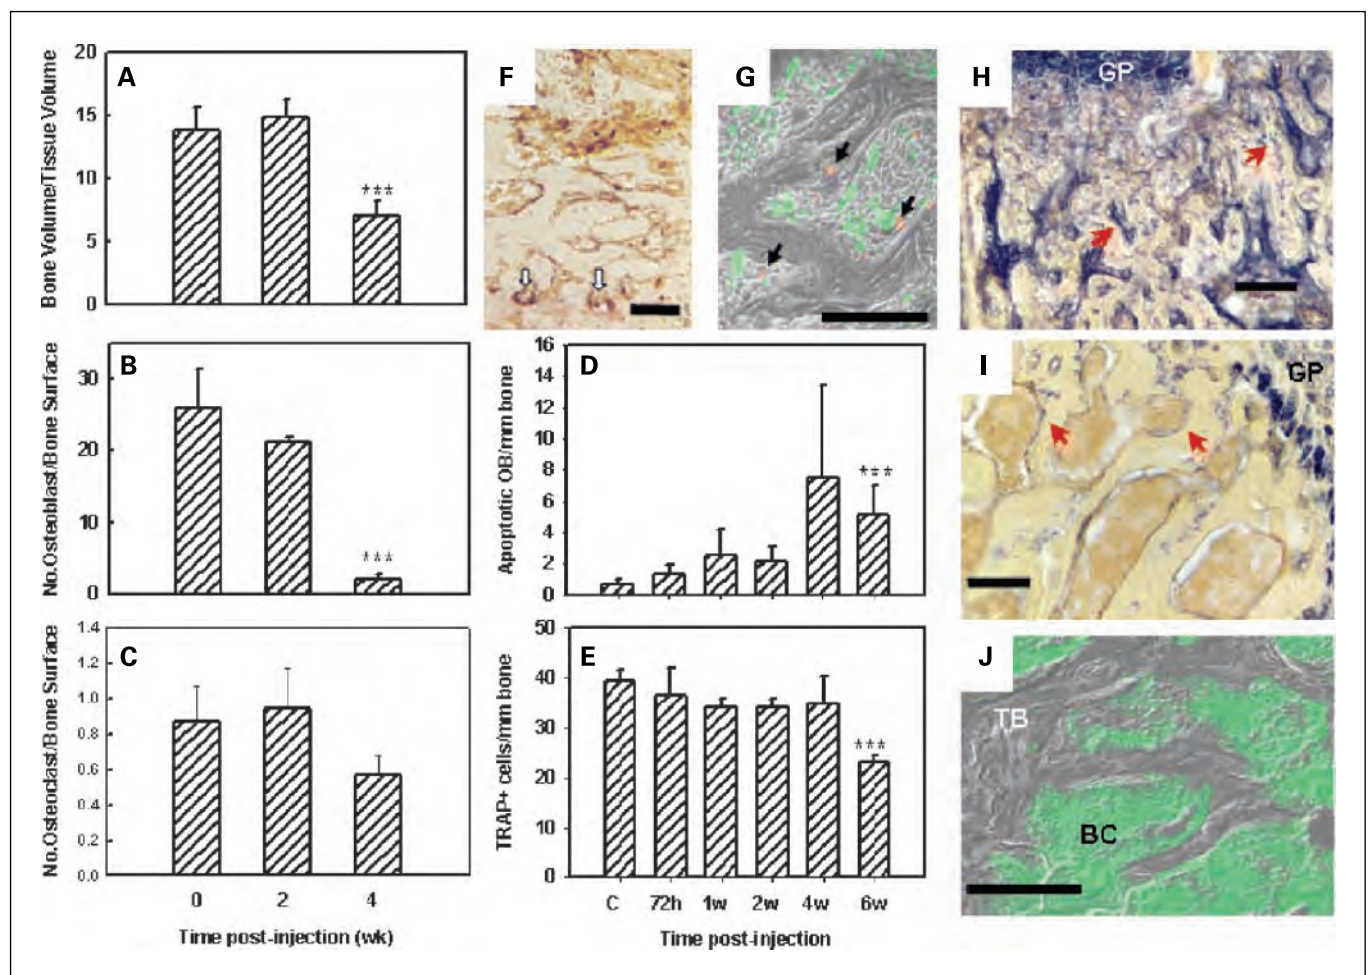 A
Bone Volume/Tissue Volume
20
15
10
5
0
***
B
No.Osteoblast/Bone Surface
30
20
10
0
***
C
No.Osteoclast/Bone Surface
1.4
1.2
1.0
0.8
0.6
0.4
0.2
0.0
0 2 4
Time post-injection (wk)
F
G
H
GP
D
Apoptotic OB/mm bone
16
14
12
10
8
6
4
2
0
***
I
GP
E
TRAP+ cells/mm bone
50
40
30
20
10
0
***
C 72h 1w 2w 4w 6w
Time post-injection
J
TB
BC